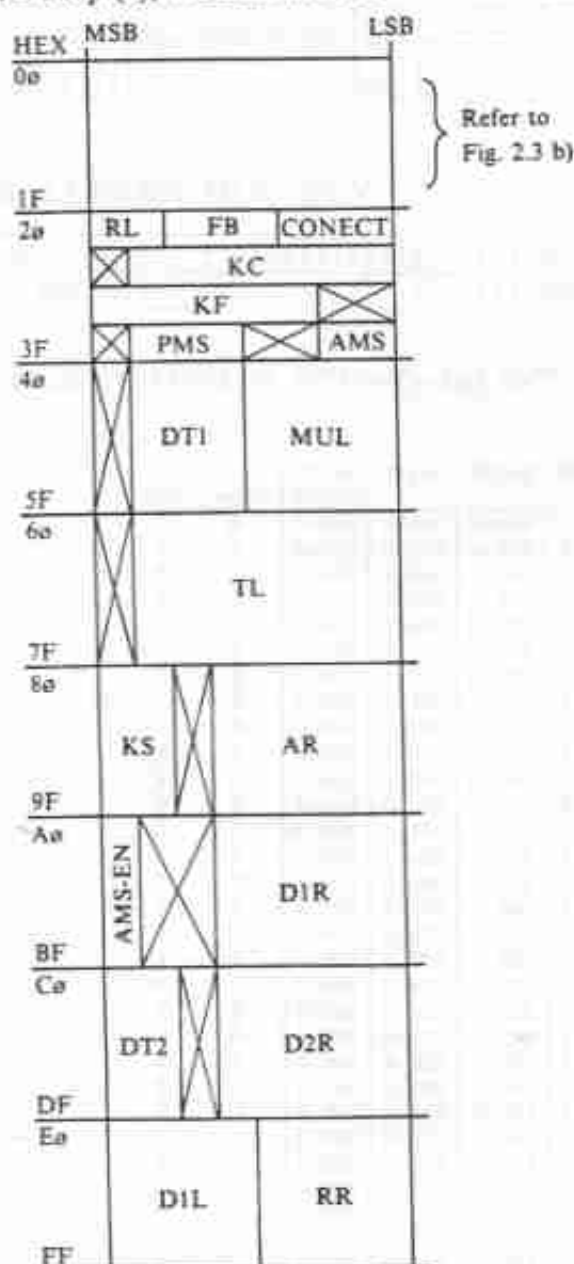 MSB LSB
HEX
0ø
Refer to
Fig. 2.3 b)
1F
2ø RL FB CONECT
KC
KF
3F PMS AMS
4ø
DT1 MUL
5F
6ø
TL
7F
8ø
KS AR
9F
Aø
AMS-EN D1R
BF
Cø
DT2 D2R
DF
Eø
D1L RR
FF